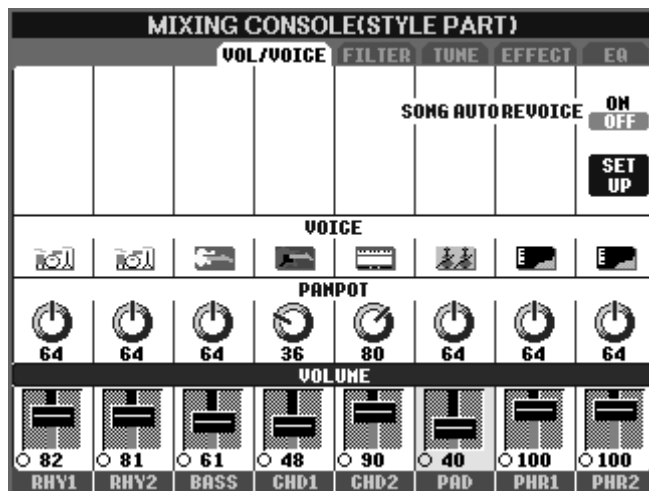 MIXING CONSOLE(STYLE PART)
VOL/VOICE FILTER TUNE EFFECT EQ
SONG AUTO REVOICE ON
OFF
SET
UP
VOICE
PANPOT
64 64 64 36 80 64 64 64
VOLUME
82 81 61 48 90 40 100 100
RHY1 RHY2 BASS CHD1 CHD2 PAD PHR1 PHR2